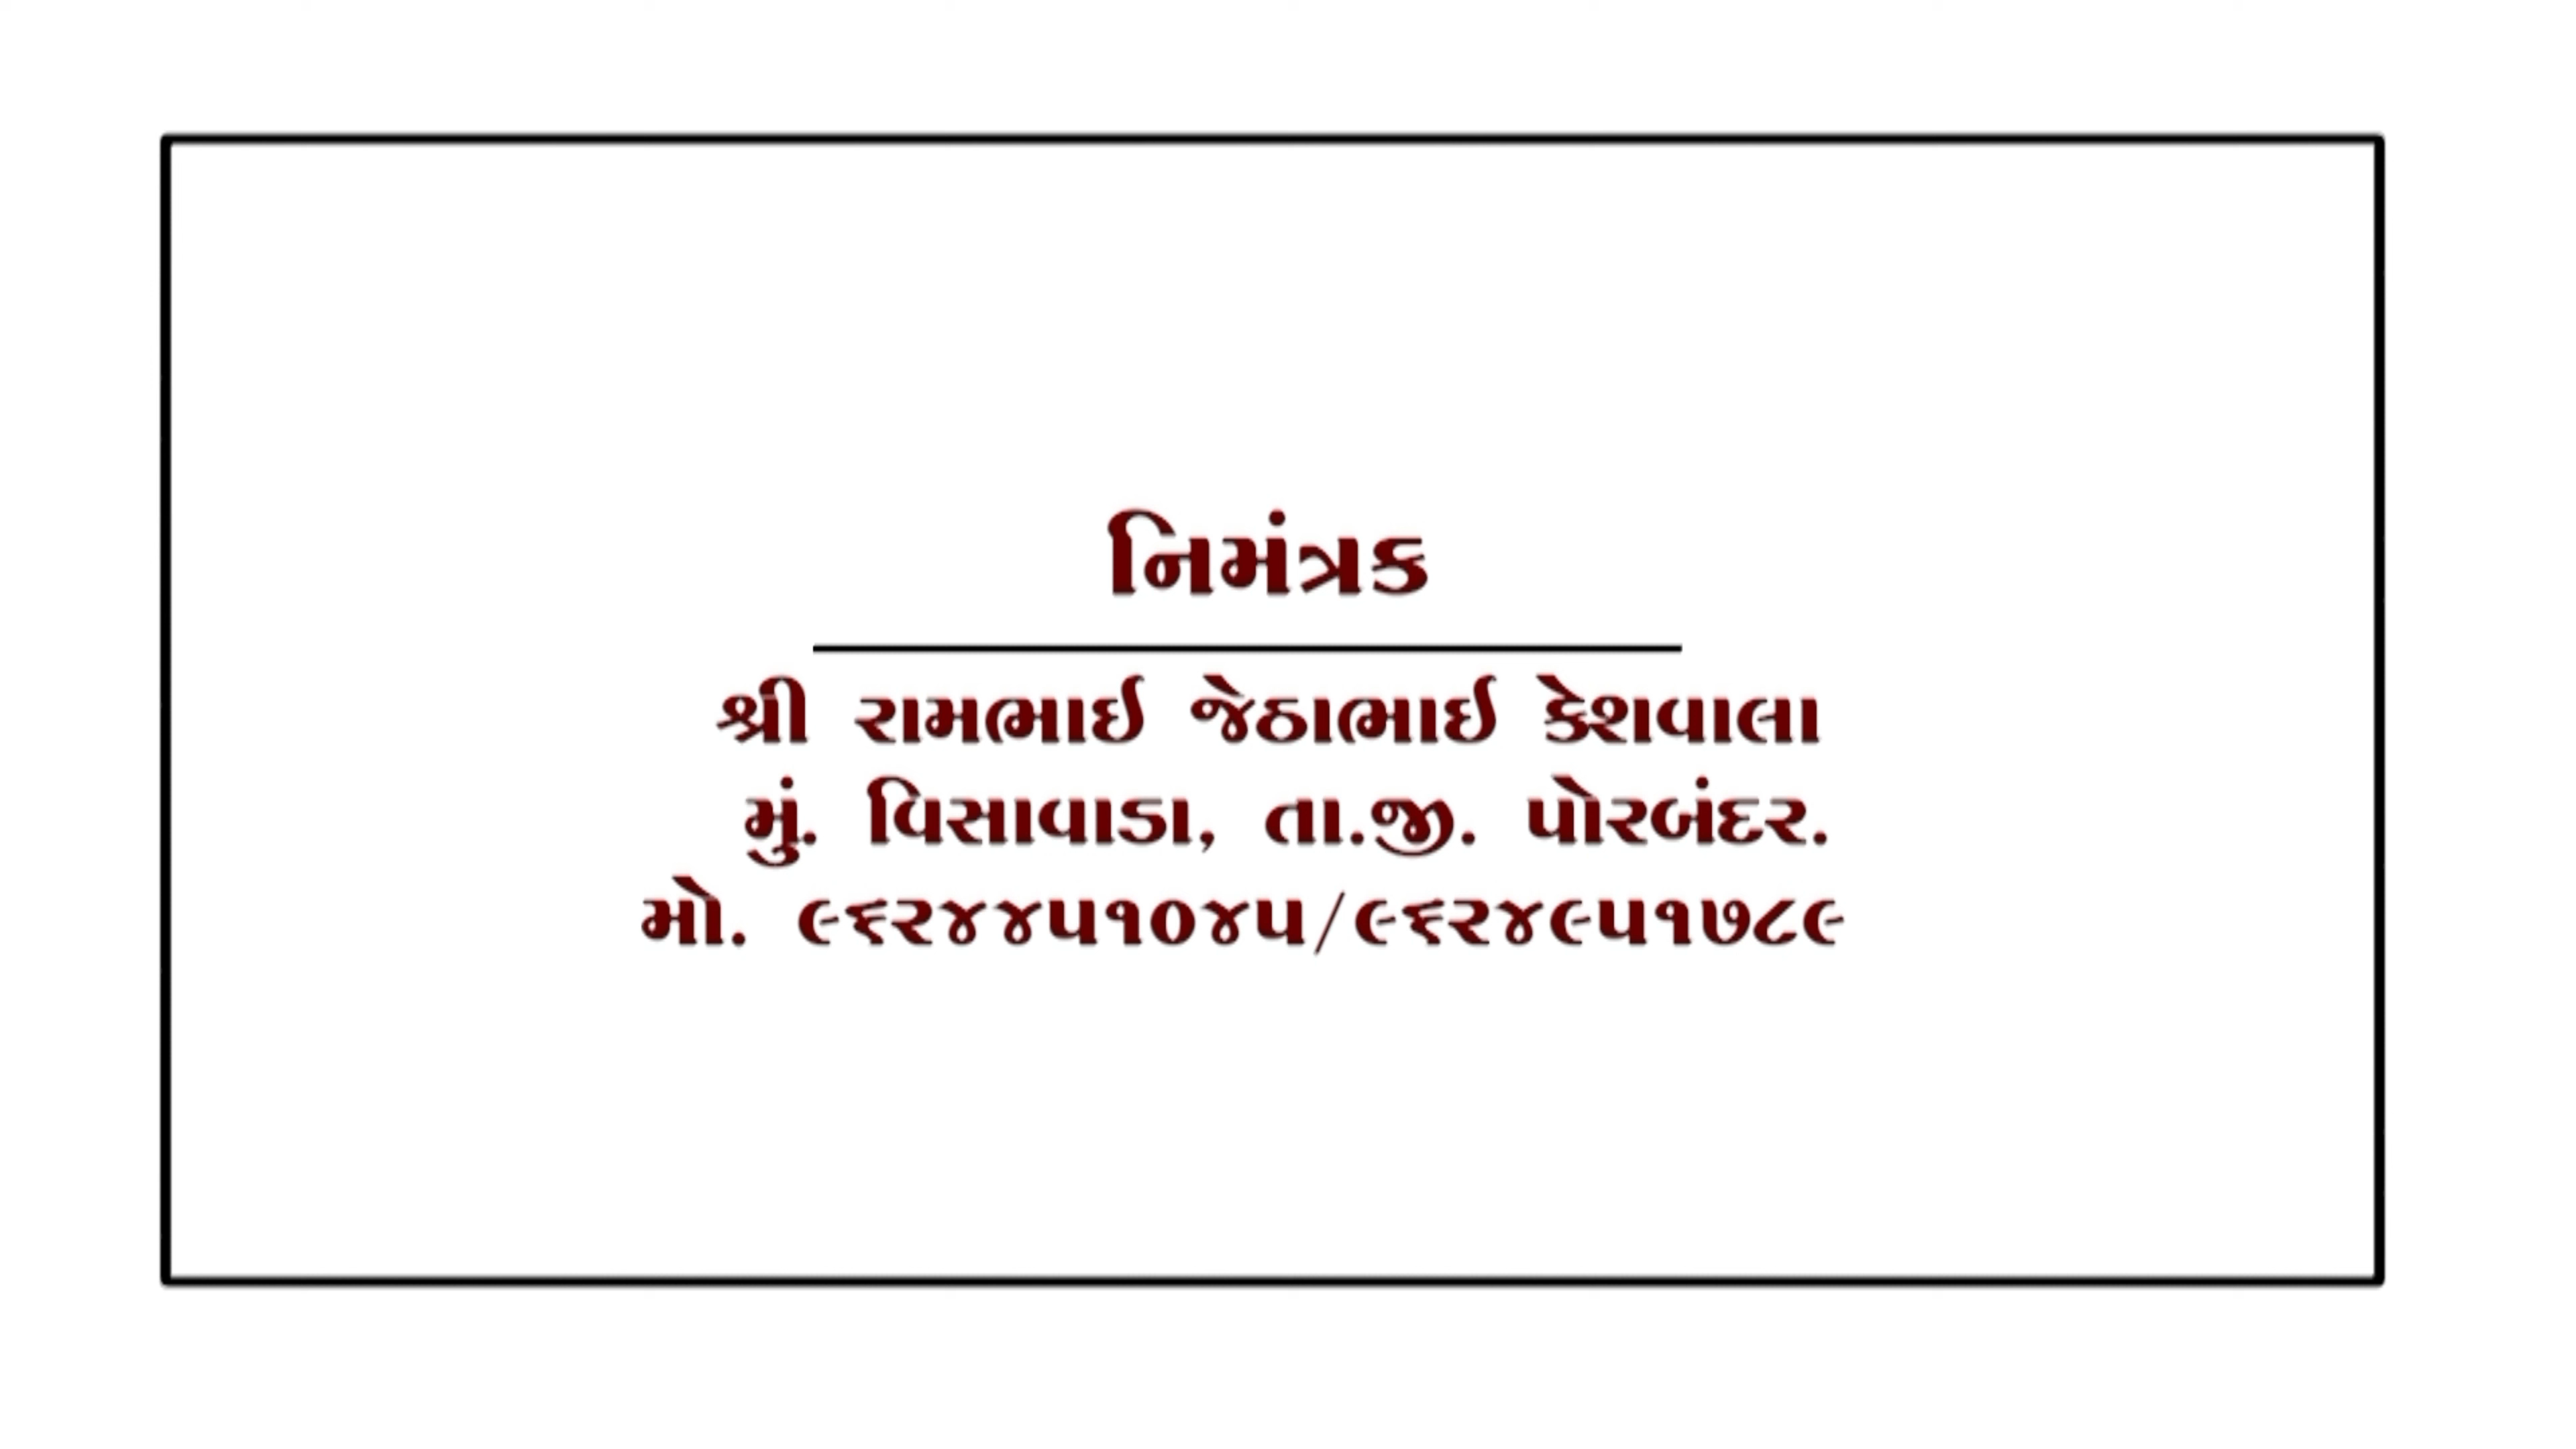 નિમંત્રક
શ્રી રામભાઈ જેઠાભાઈ કેશવાલા
મું. વિસાવાડા, તા.જી. પોરબંદર.
મો. ૯૬૨૪૪૫૧૦૪૫/૯૬૨૪૯૫૧૭૮૯